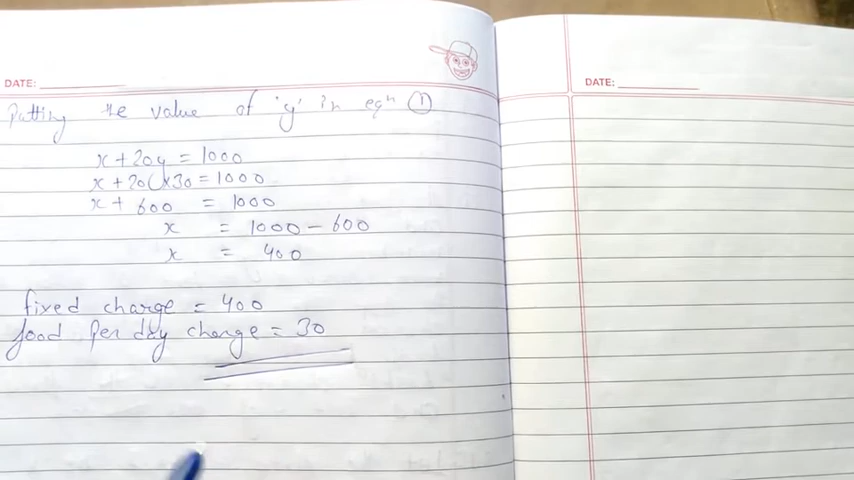 DATE:
Putting the value of 'y' in eqn ①
x + 20y = 1000
x + 20 × 30 = 1000
x + 600 = 1000
x = 1000 - 600
x = 400
fixed charge = 400
food per day charge = 30
DATE: